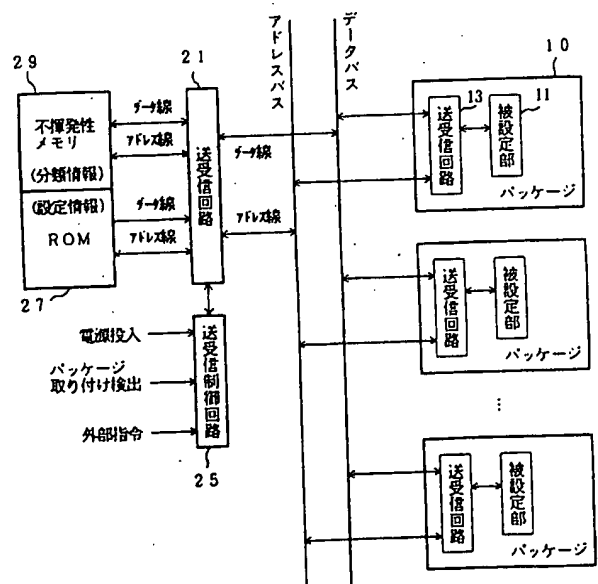 29
不揮発性
メモリ
(分類情報)
(設定情報)
ROM
27
データ線
アドレス線
データ線
アドレス線
21
送受信回路
データ線
アドレス線
アドレスバス
データバス
電源投入
パッケージ
取り付け検出
外部指令
送受信制御回路
25
10
13
11
送受信回路
被設定部
パッケージ
送受信回路
被設定部
パッケージ
…
送受信回路
被設定部
パッケージ